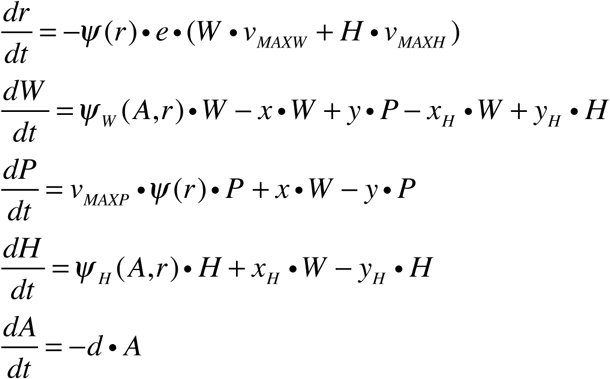 dr/dt = −ψ(r)•e•(W•v_MAXW + H•v_MAXH)
dW/dt = ψ_W(A,r)•W − x•W + y•P − x_H•W + y_H•H
dP/dt = v_MAXP•ψ(r)•P + x•W − y•P
dH/dt = ψ_H(A,r)•H + x_H•W − y_H•H
dA/dt = −d•A